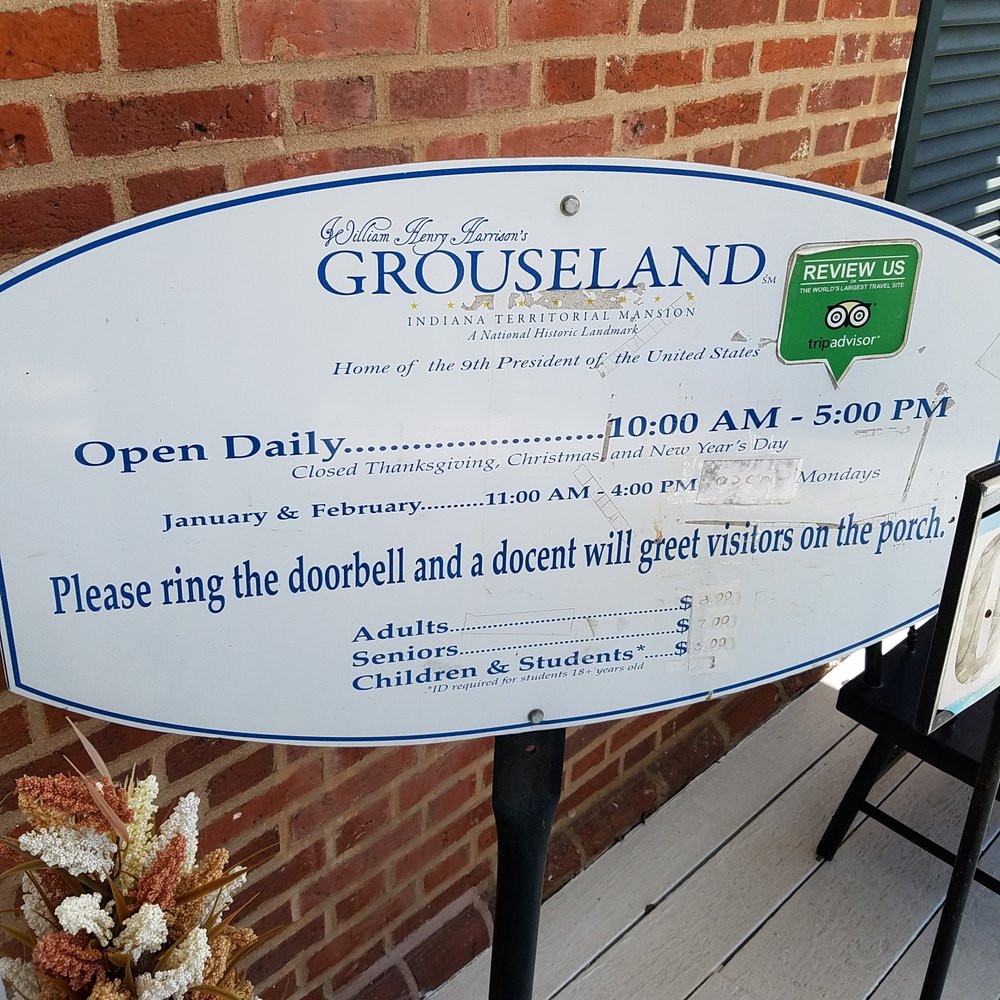 William Henry Harrison's
GROUSELAND SM
INDIANA TERRITORIAL MANSION
A National Historic Landmark
Home of the 9th President of the United States
REVIEW US
ON
THE WORLD'S LARGEST TRAVEL SITE
tripadvisor®
Open Daily........................10:00 AM - 5:00 PM
Closed Thanksgiving, Christmas and New Year's Day
January & February..........11:00 AM - 4:00 PM Mondays
Please ring the doorbell and a docent will greet visitors on the porch.
Adults....................................$
Seniors..................................$ 7.00
Children & Students*.....$
*ID required for students 18+ years old